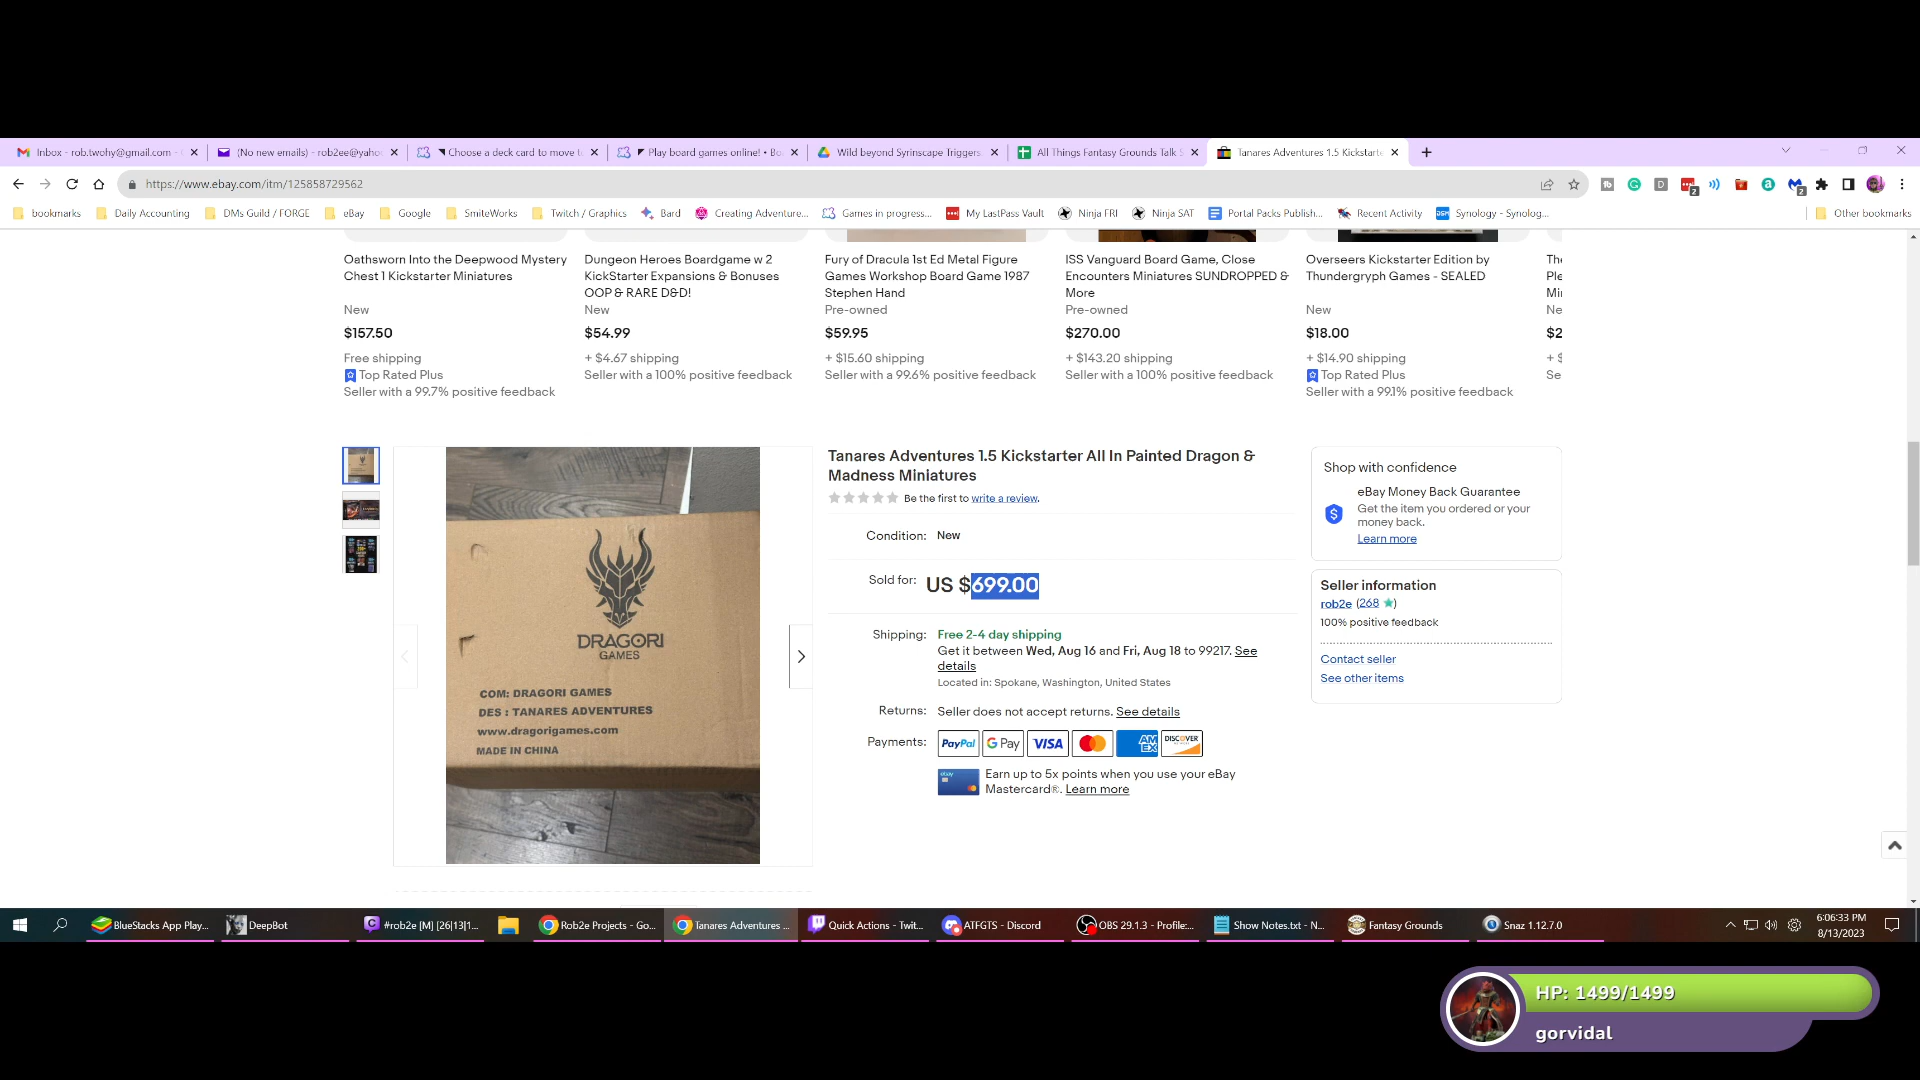 Inbox - rob.twohy@gmail.com -
(No new emails) - rob2ee@yaho
Choose a deck card to move t
Play board games online! • Bo
Wild beyond Syrinscape Triggers
All Things Fantasy Grounds Talk S
Tanares Adventures 1.5 Kickstarte
https://www.ebay.com/itm/125858729562
bookmarks
Daily Accounting
DMs Guild / FORGE
eBay
Google
SmiteWorks
Twitch / Graphics
Bard
Creating Adventure...
Games in progress...
My LastPass Vault
Ninja FRI
Ninja SAT
Portal Packs Publish...
Recent Activity
Synology - Synolog...
Other bookmarks
Oathsworn Into the Deepwood Mystery
Chest 1 Kickstarter Miniatures
New
$157.50
Free shipping
Top Rated Plus
Seller with a 99.7% positive feedback
Dungeon Heroes Boardgame w 2
KickStarter Expansions & Bonuses
OOP & RARE D&D!
New
$54.99
+ $4.67 shipping
Seller with a 100% positive feedback
Fury of Dracula 1st Ed Metal Figure
Games Workshop Board Game 1987
Stephen Hand
Pre-owned
$59.95
+ $15.60 shipping
Seller with a 99.6% positive feedback
ISS Vanguard Board Game, Close
Encounters Miniatures SUNDROPPED &
More
Pre-owned
$270.00
+ $143.20 shipping
Seller with a 100% positive feedback
Overseers Kickstarter Edition by
Thundergryph Games - SEALED
New
$18.00
+ $14.90 shipping
Top Rated Plus
Seller with a 99.1% positive feedback
Th
Ple
Mi
Ne
$2
+ $
Se
DRAGORI
GAMES
COM: DRAGORI GAMES
DES : TANARES ADVENTURES
www.dragorigames.com
MADE IN CHINA
Tanares Adventures 1.5 Kickstarter All In Painted Dragon &
Madness Miniatures
Be the first to write a review.
Condition: New
Sold for: US $699.00
Shipping: Free 2-4 day shipping
Get it between Wed, Aug 16 and Fri, Aug 18 to 99217. See
details
Located in: Spokane, Washington, United States
Returns: Seller does not accept returns. See details
Payments: PayPal G Pay VISA AMEX DISCOVER
ebay
Earn up to 5x points when you use your eBay
Mastercard®. Learn more
Shop with confidence
eBay Money Back Guarantee
Get the item you ordered or your
money back.
Learn more
Seller information
rob2e (268 )
100% positive feedback
Contact seller
See other items
BlueStacks App Play...
DeepBot
#rob2e [M] [26|13|1...
Rob2e Projects - Go...
Tanares Adventures ...
Quick Actions - Twit...
ATFGTS - Discord
OBS 29.1.3 - Profile:...
Show Notes.txt - N...
Fantasy Grounds
Snaz 1.12.7.0
6:06:33 PM
8/13/2023
HP: 1499/1499
gorvidal